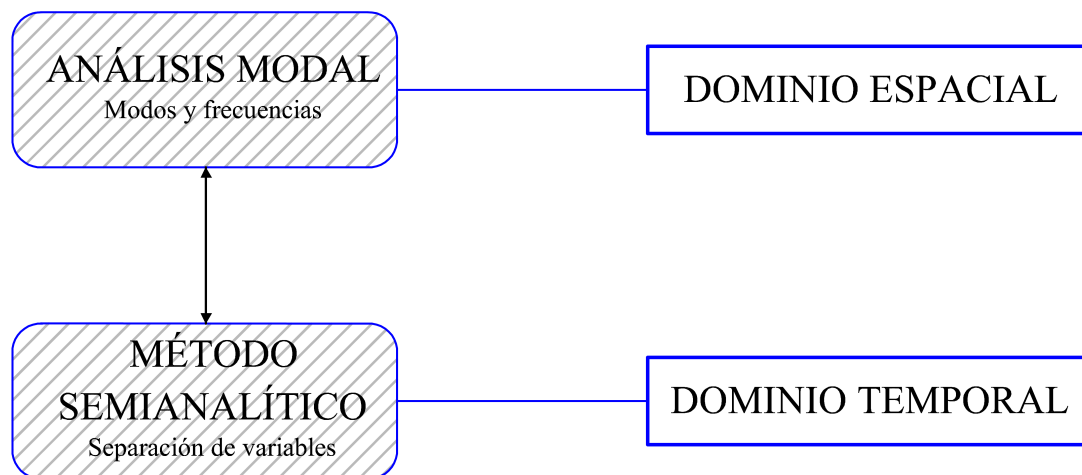 ANÁLISIS MODAL
Modos y frecuencias
DOMINIO ESPACIAL
MÉTODO
SEMIANALÍTICO
Separación de variables
DOMINIO TEMPORAL